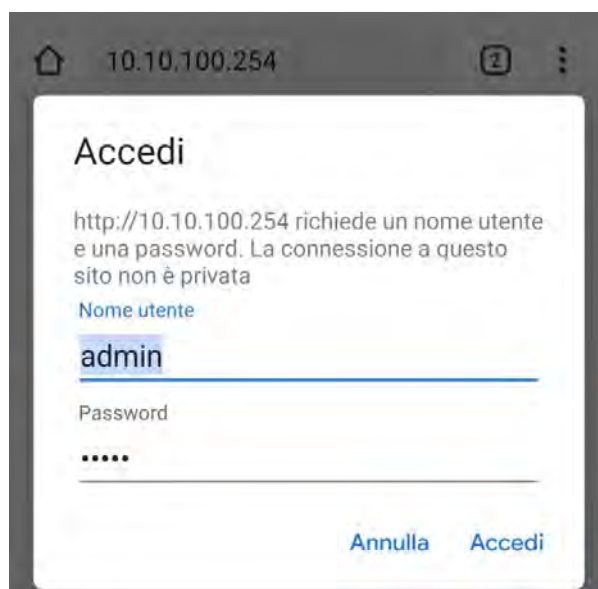 10.10.100.254
2
Accedi
http://10.10.100.254 richiede un nome utente
e una password. La connessione a questo
sito non è privata
Nome utente
admin
Password
•••••
Annulla Accedi